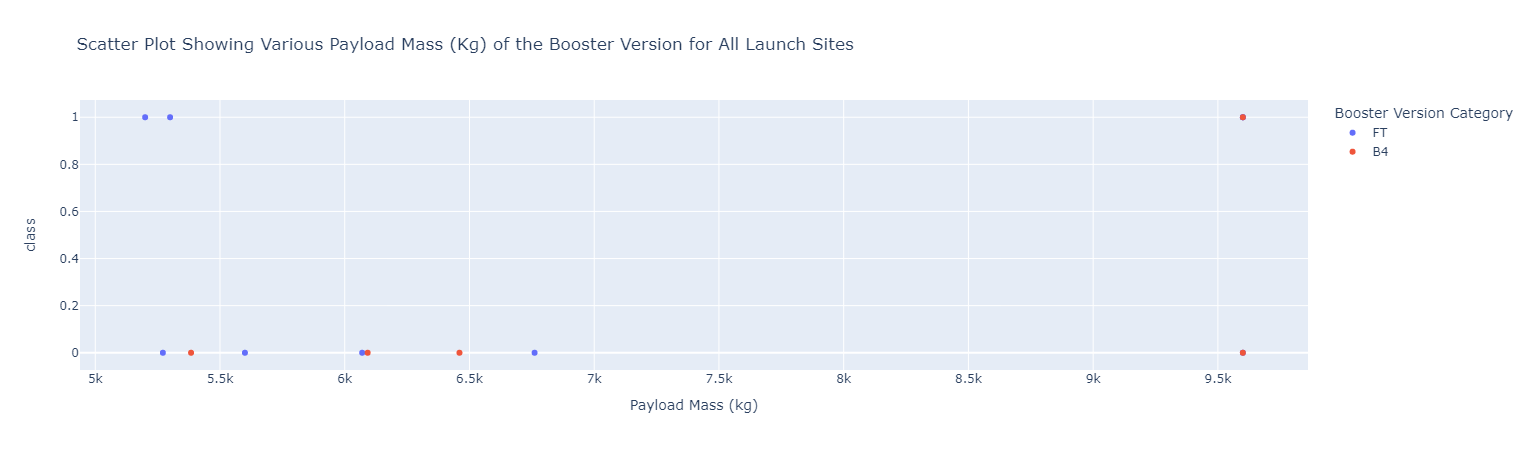 Scatter Plot Showing Various Payload Mass (Kg) of the Booster Version for All Launch Sites
Booster Version Category
FT
B4
class
1
0.8
0.6
0.4
0.2
0
5k 5.5k 6k 6.5k 7k 7.5k 8k 8.5k 9k 9.5k
Payload Mass (kg)